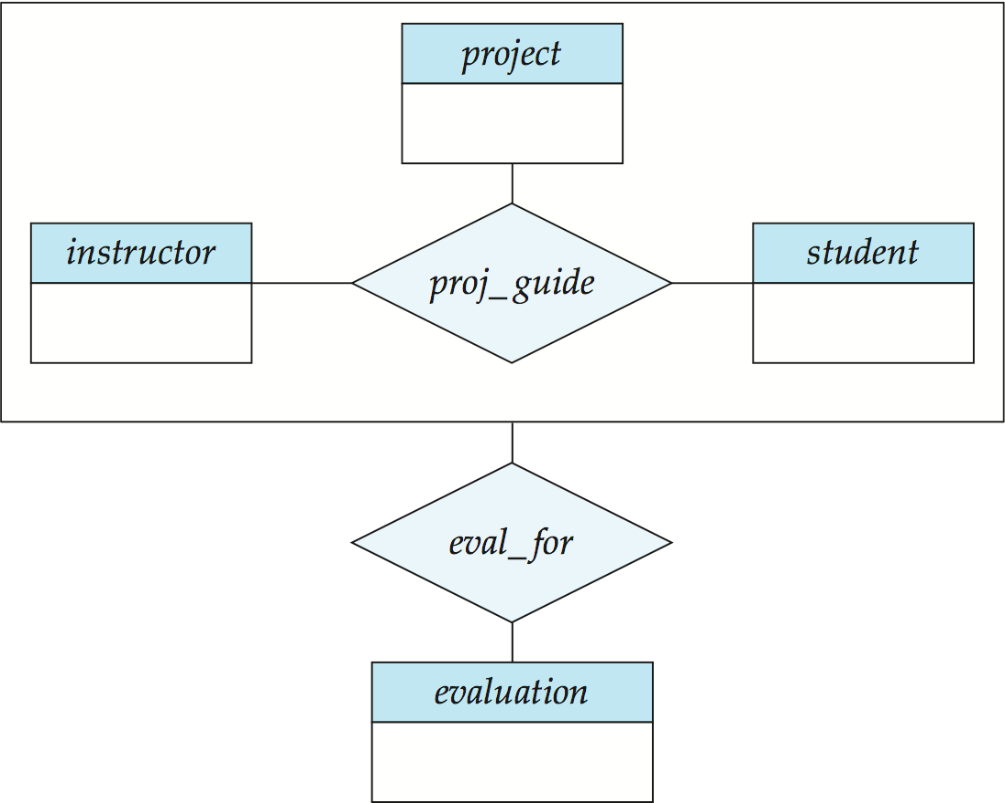 project
instructor
proj_guide
student
eval_for
evaluation